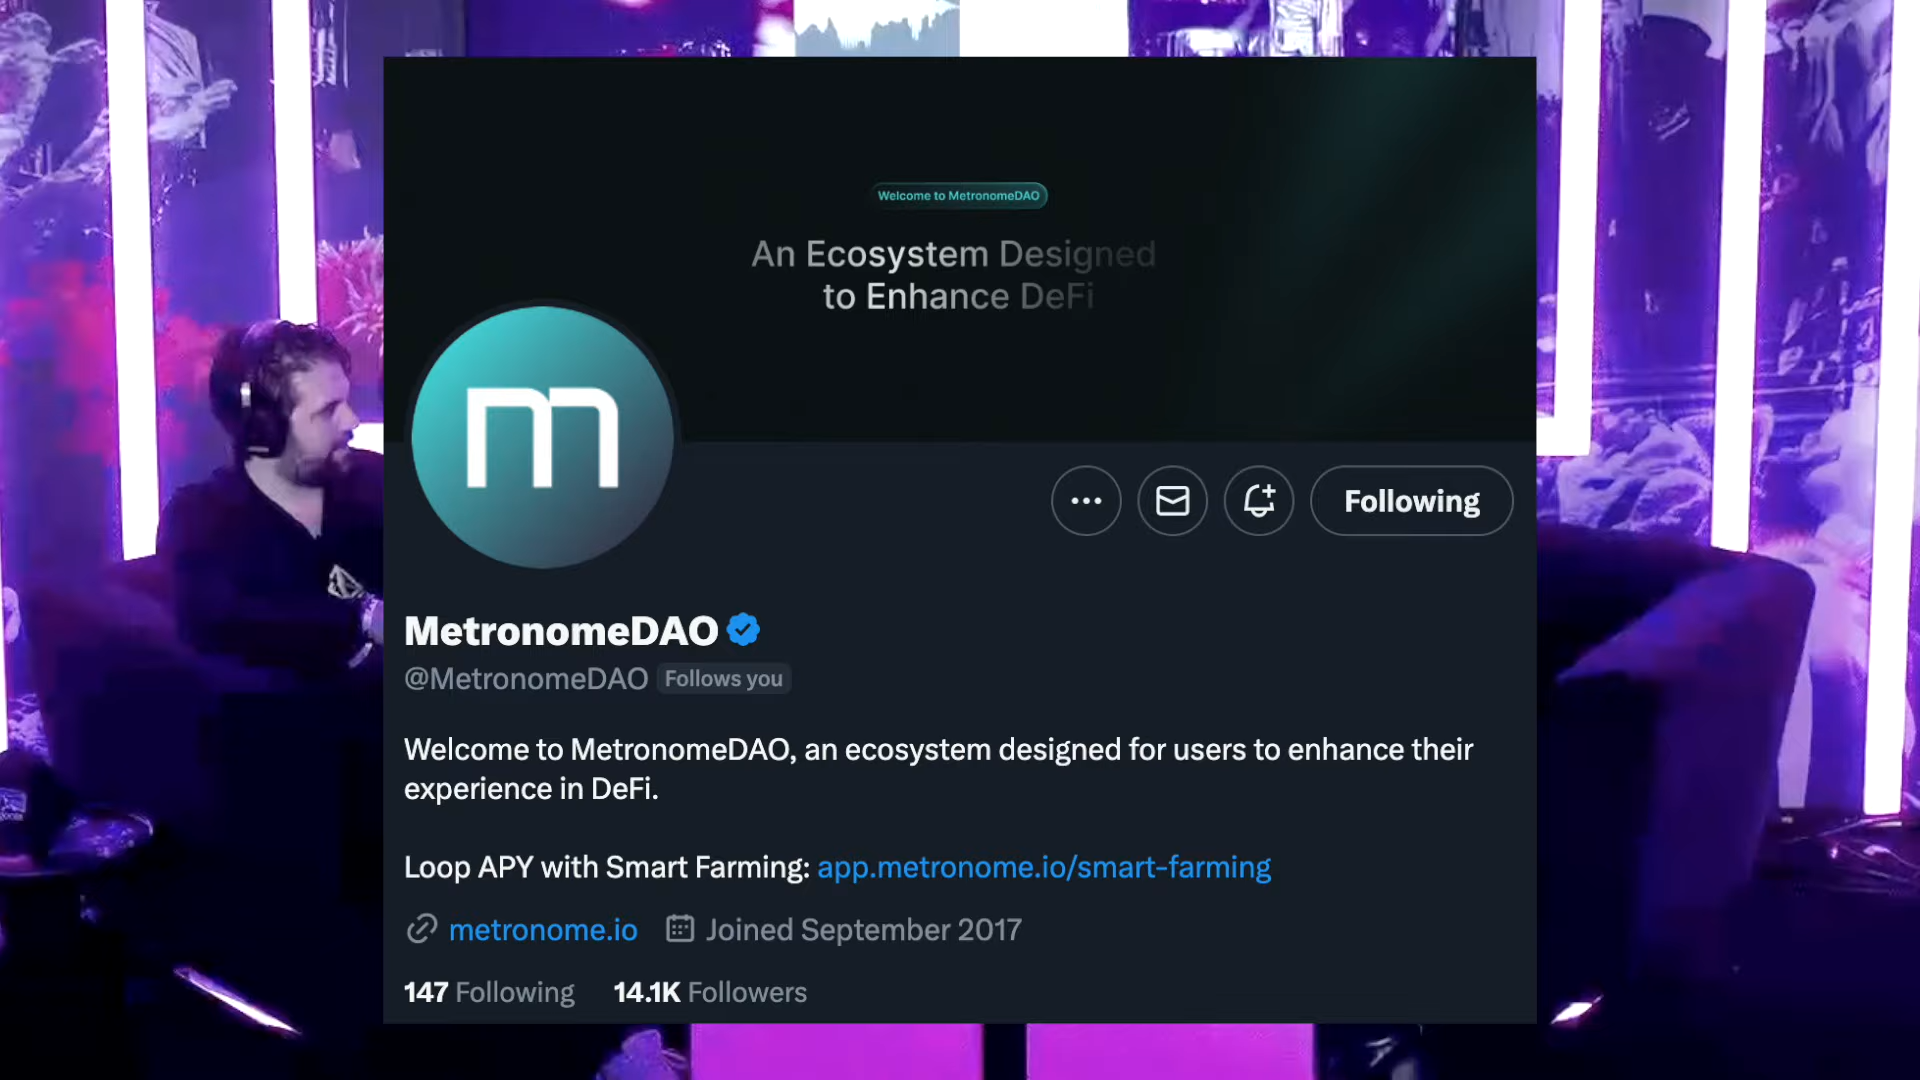 Welcome to MetronomeDAO
An Ecosystem Designed
to Enhance DeFi
m
Following
MetronomeDAO
@MetronomeDAO Follows you
Welcome to MetronomeDAO, an ecosystem designed for users to enhance their
experience in DeFi.
Loop APY with Smart Farming: app.metronome.io/smart-farming
metronome.io Joined September 2017
147 Following 14.1K Followers